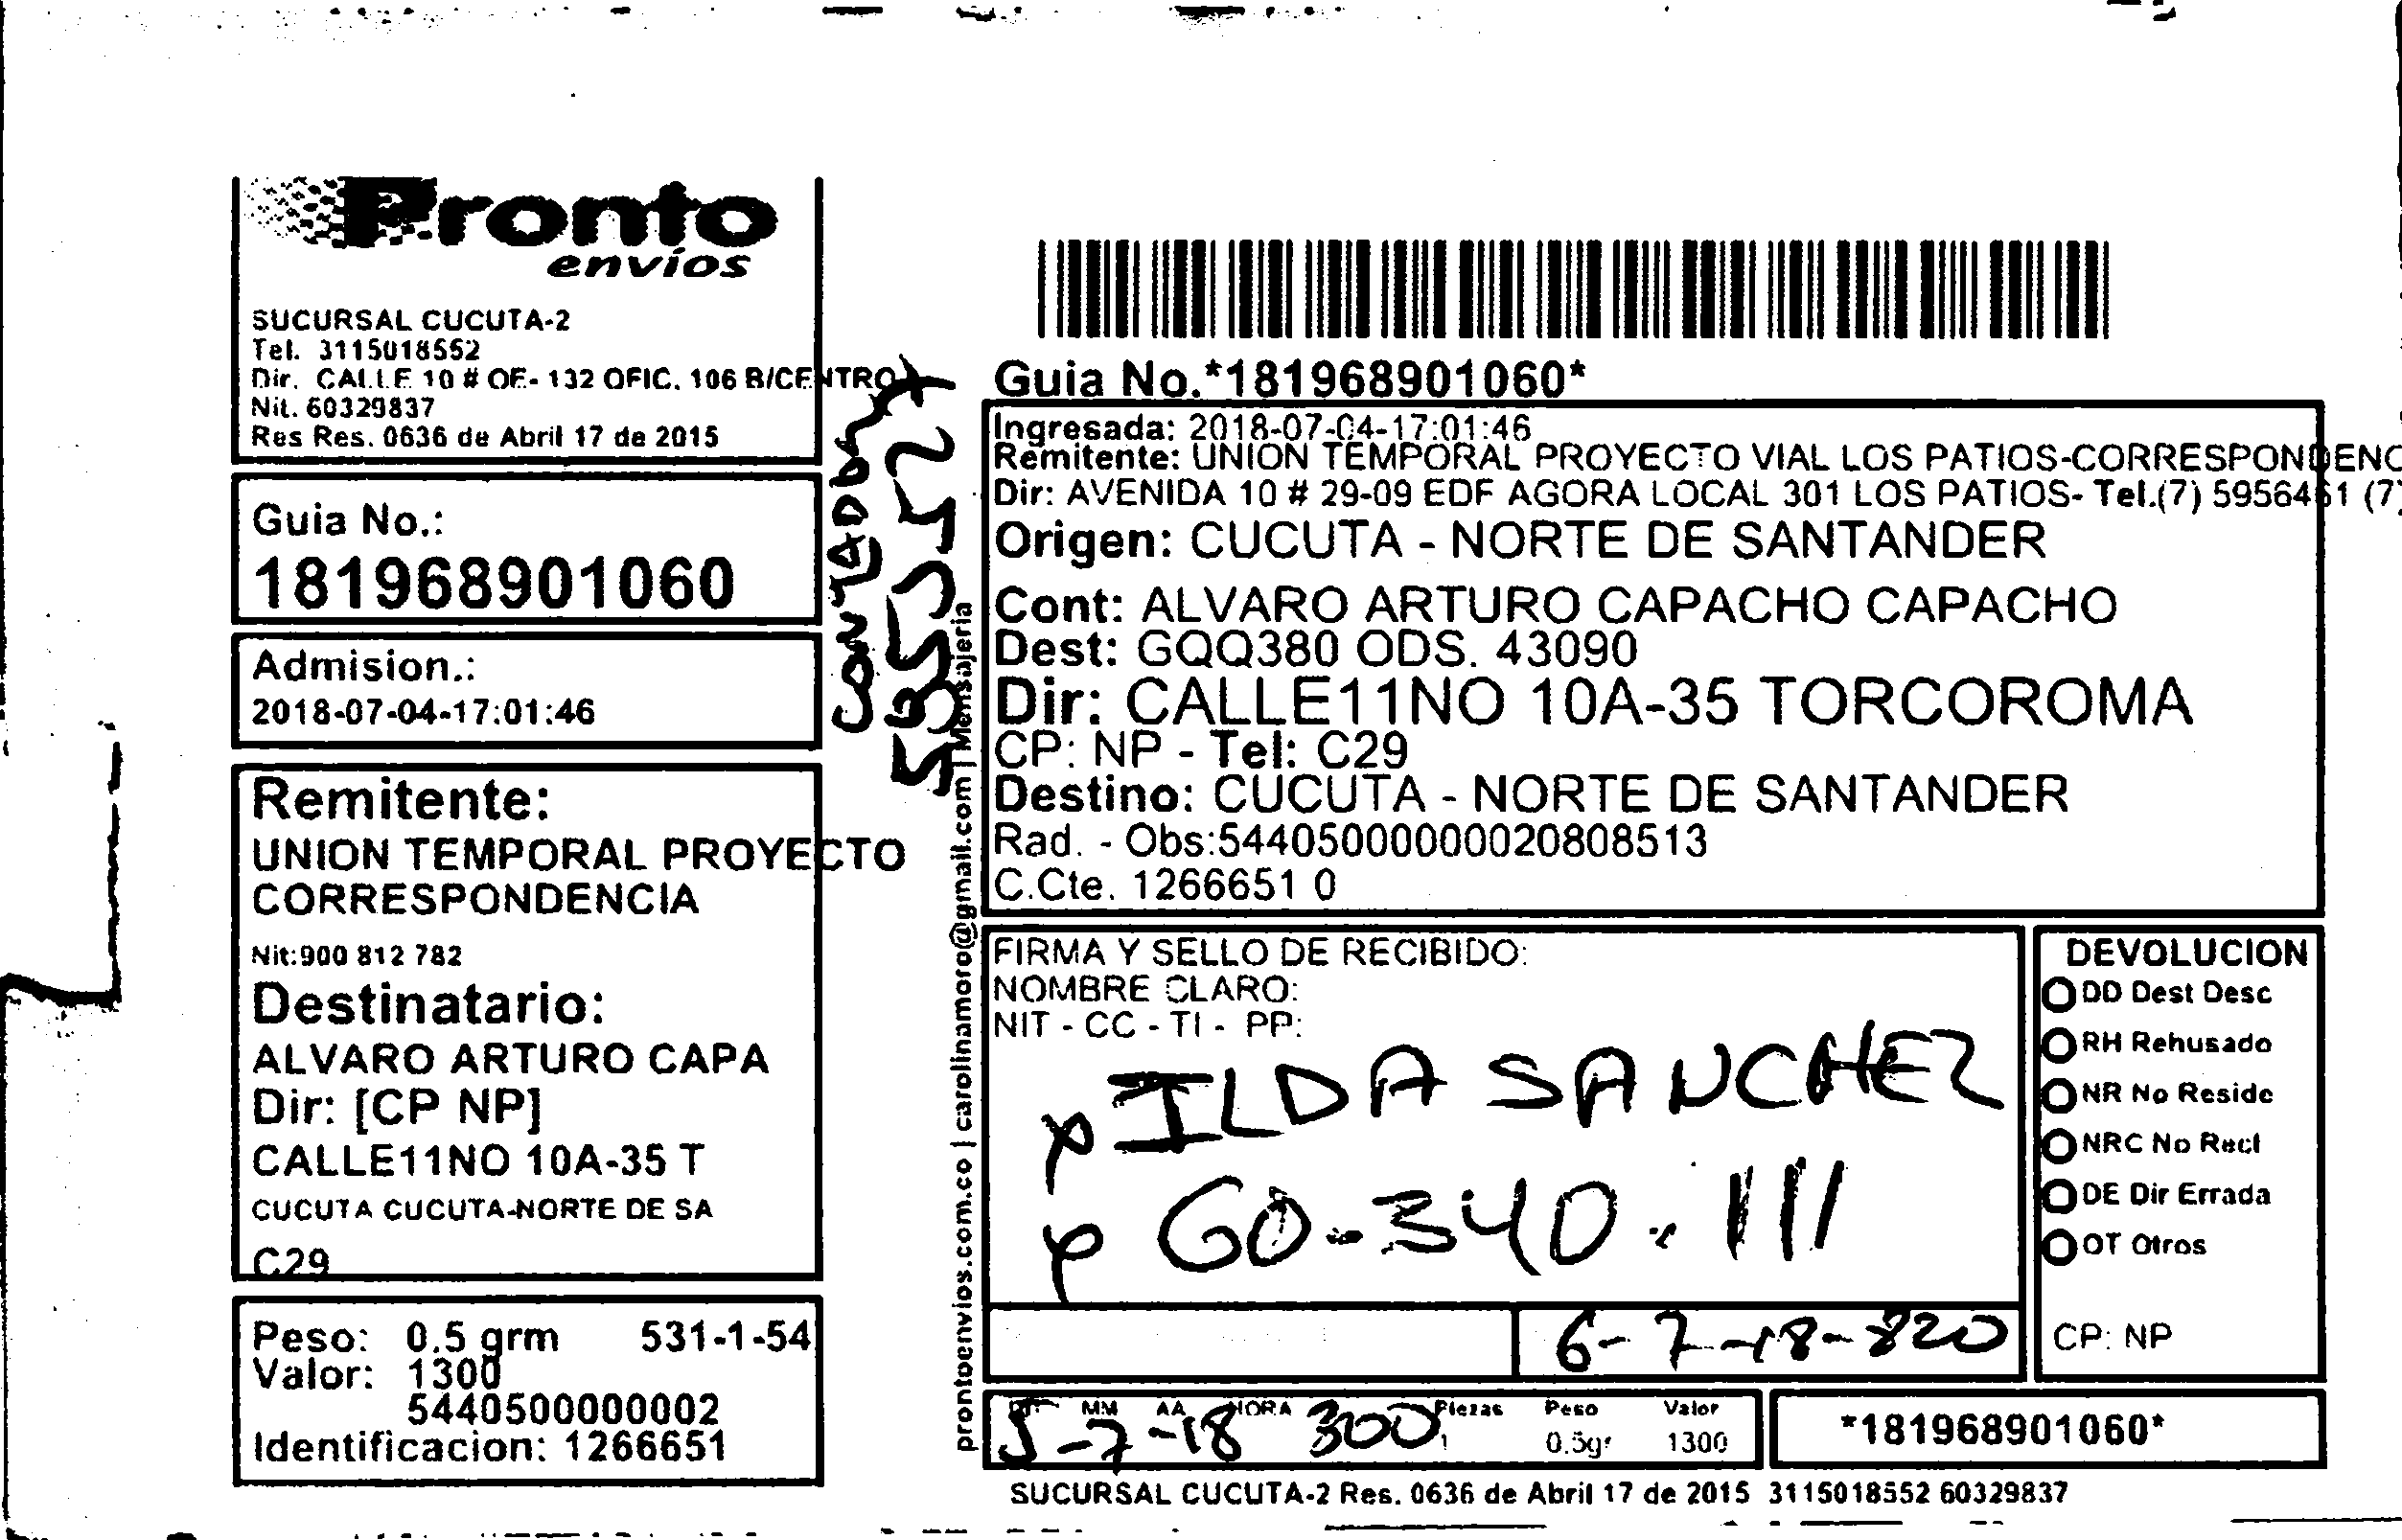 Pronto
envíos
SUCURSAL CUCUTA-2
Tel. 3115018552
Dir. CALLE 10 # OE- 132 OFIC. 106 B/CENTRO
Nit. 60329837
Res Res. 0636 de Abril 17 de 2015
Guia No.:
181968901060
Admision.:
2018-07-04-17:01:46
Remitente:
UNION TEMPORAL PROYECTO
CORRESPONDENCIA
Nit:900 812 782
Destinatario:
ALVARO ARTURO CAPA
Dir: [CP NP]
CALLE11NO 10A-35 T
CUCUTA CUCUTA-NORTE DE SA
C29
Peso: 0.5 grm 531-1-54
Valor: 1300
5440500000002
Identificacion: 1266651
CONTADOR
prontoenvios.com.co | carolinamoro@gmail.com | Mensajeria
Guia No.*181968901060*
Ingresada: 2018-07-04-17:01:46
Remitente: UNION TEMPORAL PROYECTO VIAL LOS PATIOS-CORRESPONDENC
Dir: AVENIDA 10 # 29-09 EDF AGORA LOCAL 301 LOS PATIOS- Tel.(7) 5956461 (7)
Origen: CUCUTA - NORTE DE SANTANDER
Cont: ALVARO ARTURO CAPACHO CAPACHO
Dest: GQQ380 ODS. 43090
Dir: CALLE11NO 10A-35 TORCOROMA
CP: NP - Tel: C29
Destino: CUCUTA - NORTE DE SANTANDER
Rad. - Obs:54405000000020808513
C.Cte. 1266651 0
FIRMA Y SELLO DE RECIBIDO:
NOMBRE CLARO:
NIT - CC - TI - PP:
x ILDA SANCHEZ
x 60-340.111
6-7-18-820
DEVOLUCION
DD Dest Desc
RH Rehusado
NR No Reside
NRC No Recl
DE Dir Errada
OT Otros
CP: NP
MM AA HORA Piezas Peso Valor
5-7-18 300 1 0.5gr 1300
*181968901060*
SUCURSAL CUCUTA-2 Res. 0636 de Abril 17 de 2015 3115018552 60329837